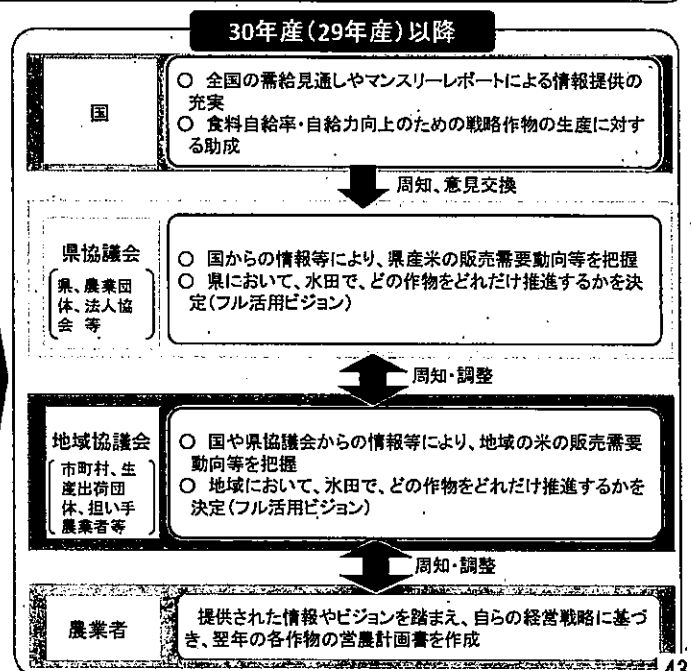 30年産(29年産)以降
国
○ 全国の需給見通しやマンスリーレポートによる情報提供の
充実
○ 食料自給率・自給力向上のための戦略作物の生産に対す
る助成
周知、意見交換
県協議会
県、農業団
体、法人協
会 等
○ 国からの情報等により、県産米の販売需要動向等を把握
○ 県において、水田で、どの作物をどれだけ推進するかを決
定(フル活用ビジョン)
周知・調整
地域協議会
市町村、生
産出荷団
体、担い手
農業者等
○ 国や県協議会からの情報等により、地域の米の販売需要
動向等を把握
○ 地域において、水田で、どの作物をどれだけ推進するかを
決定(フル活用ビジョン)
周知・調整
農業者
提供された情報やビジョンを踏まえ、自らの経営戦略に基づ
き、翌年の各作物の営農計画書を作成
143